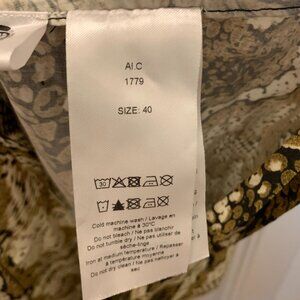 Al.C
1779
SIZE: 40
30
Cold machine wash / Lavage en
machine à 30°C
Do not bleach / Ne pas blanchir
Do not tumble dry / Ne pas utiliser de
sèche-linge
Iron at medium temperature / Repasser
à température moyenne
Do not dry clean / Ne pas nettoyer à
sec